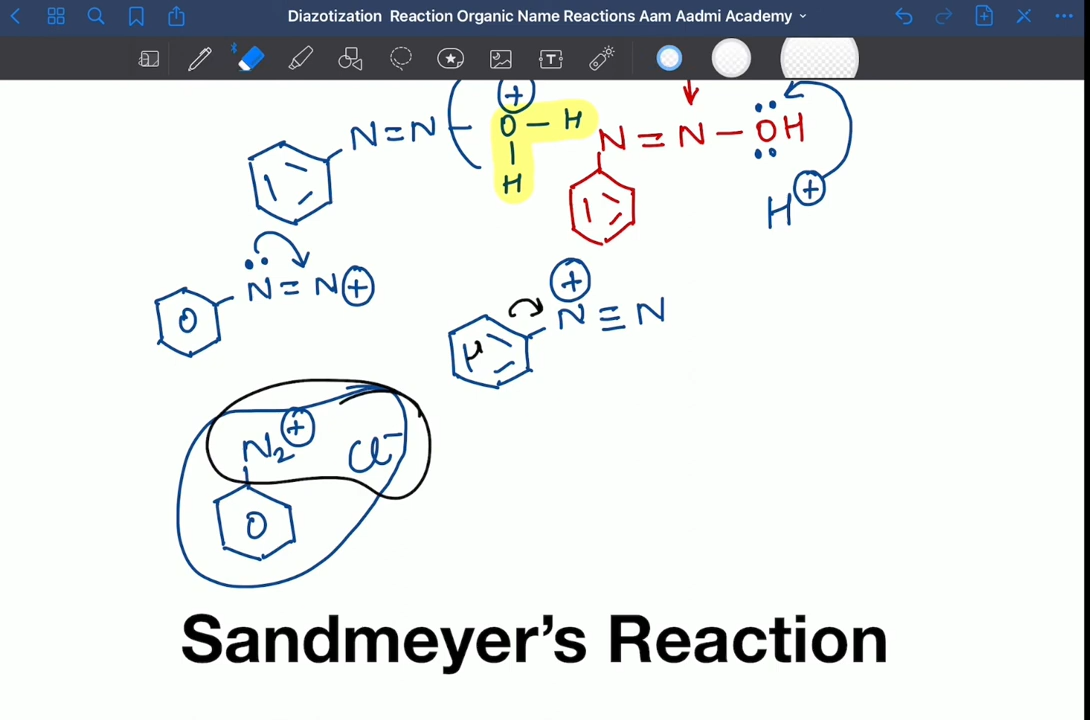 Diazotization Reaction Organic Name Reactions Aam Aadmi Academy
N=N-O-H
H
N=N-OH
H⊕
N=N⊕
⊕
N≡N
N2⊕ Cl-
Sandmeyer's Reaction